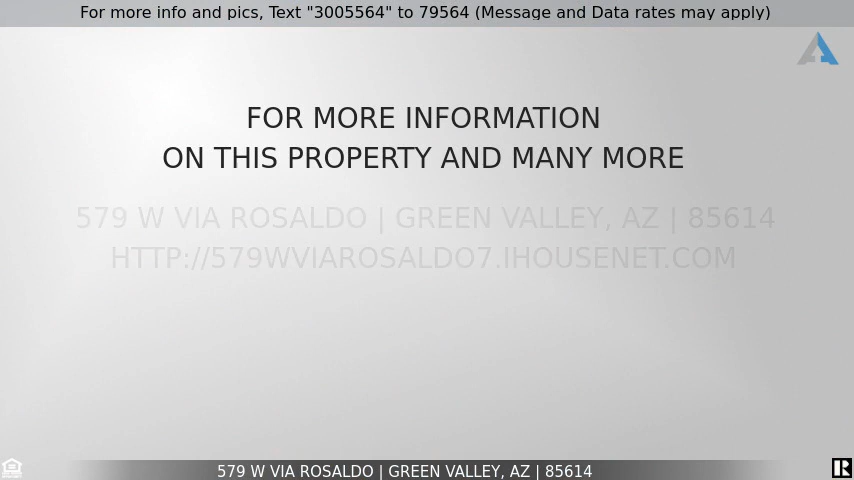 For more info and pics, Text "3005564" to 79564 (Message and Data rates may apply)
FOR MORE INFORMATION
ON THIS PROPERTY AND MANY MORE
579 W VIA ROSALDO | GREEN VALLEY, AZ | 85614
HTTP://579WVIAROSALDO7.IHOUSENET.COM
579 W VIA ROSALDO | GREEN VALLEY, AZ | 85614